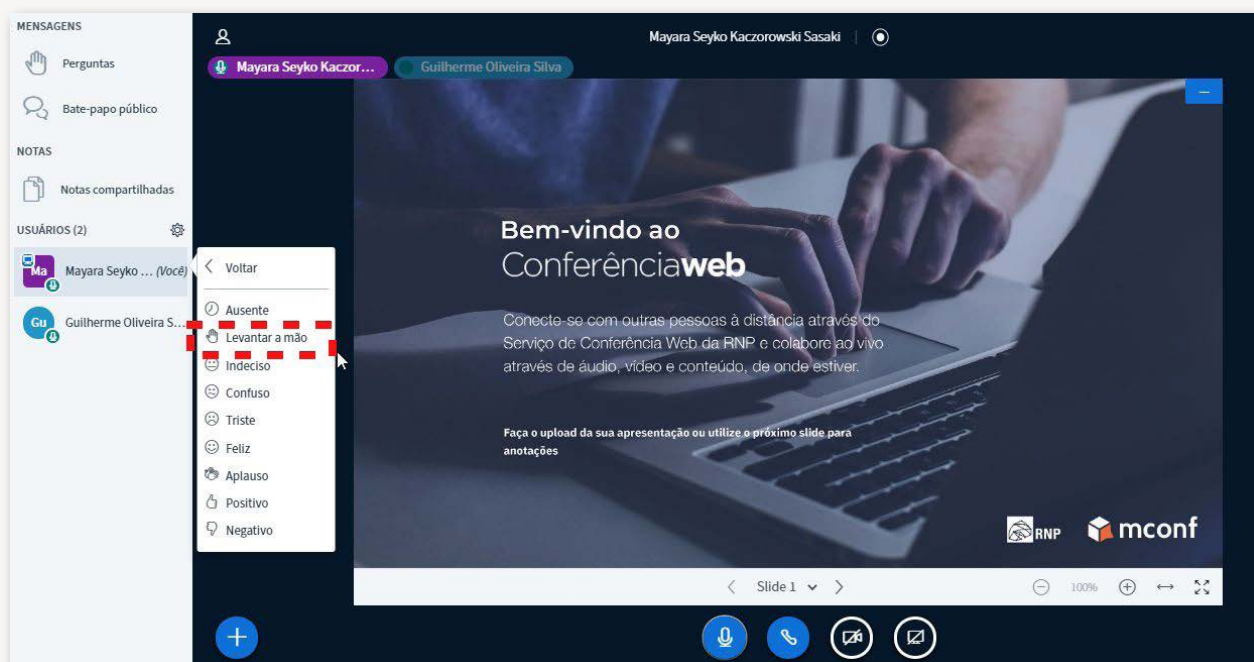 MENSAGENS
Perguntas
Bate-papo público
NOTAS
Notas compartilhadas
USUÁRIOS (2)
Ma
Mayara Seyko ... (Você)
Gu
Guilherme Oliveira S...
Mayara Seyko Kaczorowski Sasaki
Mayara Seyko Kaczor...
Guilherme Oliveira Silva
Voltar
Ausente
Levantar a mão
Indeciso
Confuso
Triste
Feliz
Aplauso
Positivo
Negativo
Bem-vindo ao
Conferênciaweb
Conecte-se com outras pessoas à distância através do
Serviço de Conferência Web da RNP e colabore ao vivo
através de áudio, vídeo e conteúdo, de onde estiver.
Faça o upload da sua apresentação ou utilize o próximo slide para
anotações
RNP
mconf
Slide 1
100%